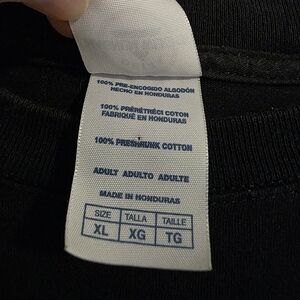 100% PRE-ENCOGIDO ALGODÓN
HECHO EN HONDURAS
100% PRÉRÉTRÉCI COTON
FABRIQUÉ EN HONDURAS
100% PRESHRUNK COTTON
ADULT ADULTO ADULTE
MADE IN HONDURAS
SIZE TALLA TAILLE
XL XG TG